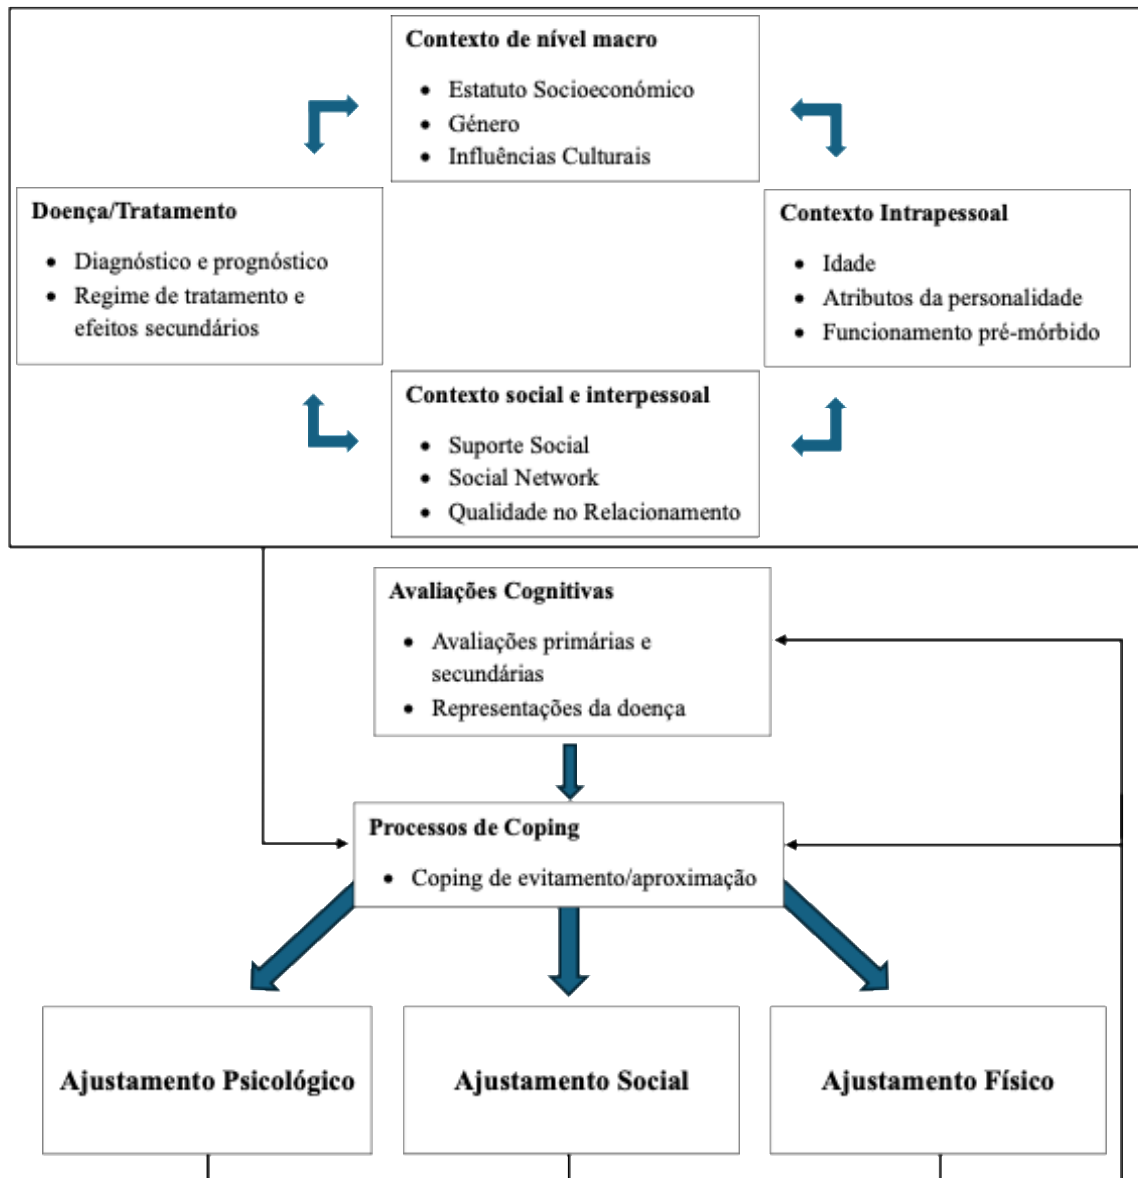 Contexto de nível macro
• Estatuto Socioeconómico
• Género
• Influências Culturais
Doença/Tratamento
• Diagnóstico e prognóstico
• Regime de tratamento e
efeitos secundários
Contexto Intrapessoal
• Idade
• Atributos da personalidade
• Funcionamento pré-mórbido
Contexto social e interpessoal
• Suporte Social
• Social Network
• Qualidade no Relacionamento
Avaliações Cognitivas
• Avaliações primárias e
secundárias
• Representações da doença
Processos de Coping
• Coping de evitamento/aproximação
Ajustamento Psicológico
Ajustamento Social
Ajustamento Físico